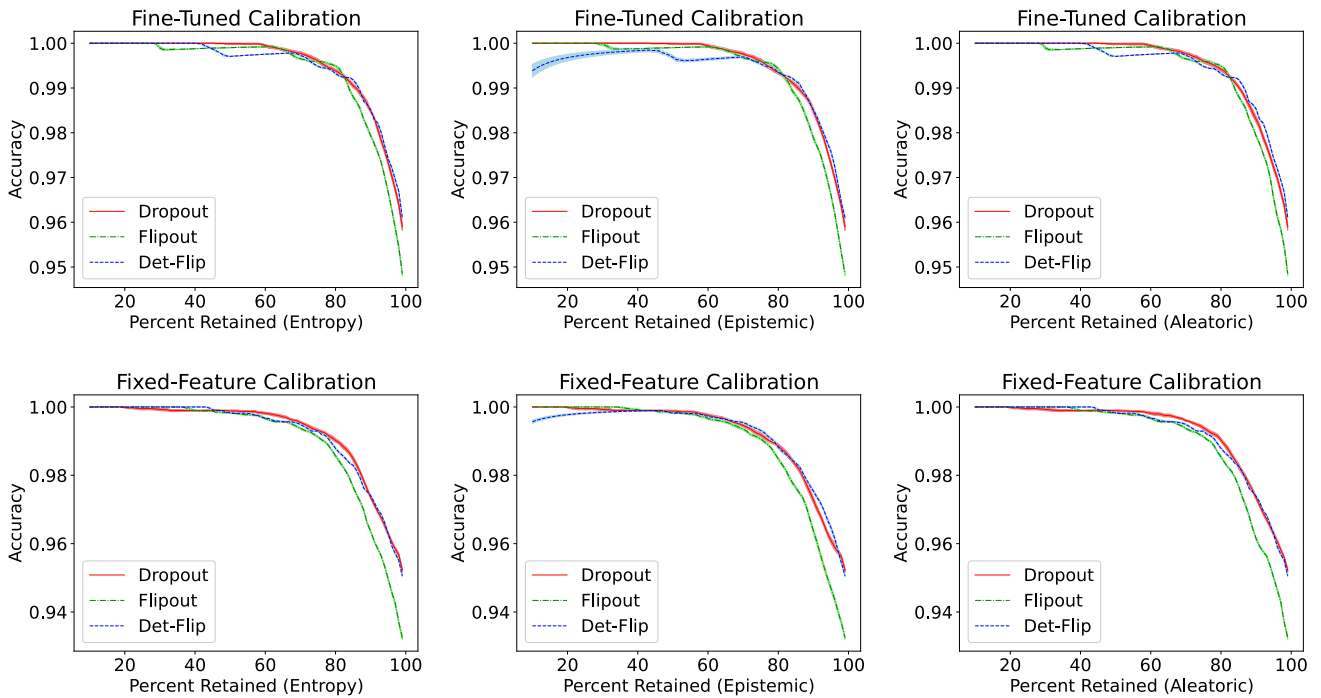 Fine-Tuned Calibration
1.00
0.99
0.98
0.97
0.96
0.95
Accuracy
Dropout
Flipout
Det-Flip
20 40 60 80 100
Percent Retained (Entropy)
Fine-Tuned Calibration
1.00
0.99
0.98
0.97
0.96
0.95
Accuracy
Dropout
Flipout
Det-Flip
20 40 60 80 100
Percent Retained (Epistemic)
Fine-Tuned Calibration
1.00
0.99
0.98
0.97
0.96
0.95
Accuracy
Dropout
Flipout
Det-Flip
20 40 60 80 100
Percent Retained (Aleatoric)
Fixed-Feature Calibration
1.00
0.98
0.96
0.94
Accuracy
Dropout
Flipout
Det-Flip
20 40 60 80 100
Percent Retained (Entropy)
Fixed-Feature Calibration
1.00
0.98
0.96
0.94
Accuracy
Dropout
Flipout
Det-Flip
20 40 60 80 100
Percent Retained (Epistemic)
Fixed-Feature Calibration
1.00
0.98
0.96
0.94
Accuracy
Dropout
Flipout
Det-Flip
20 40 60 80 100
Percent Retained (Aleatoric)